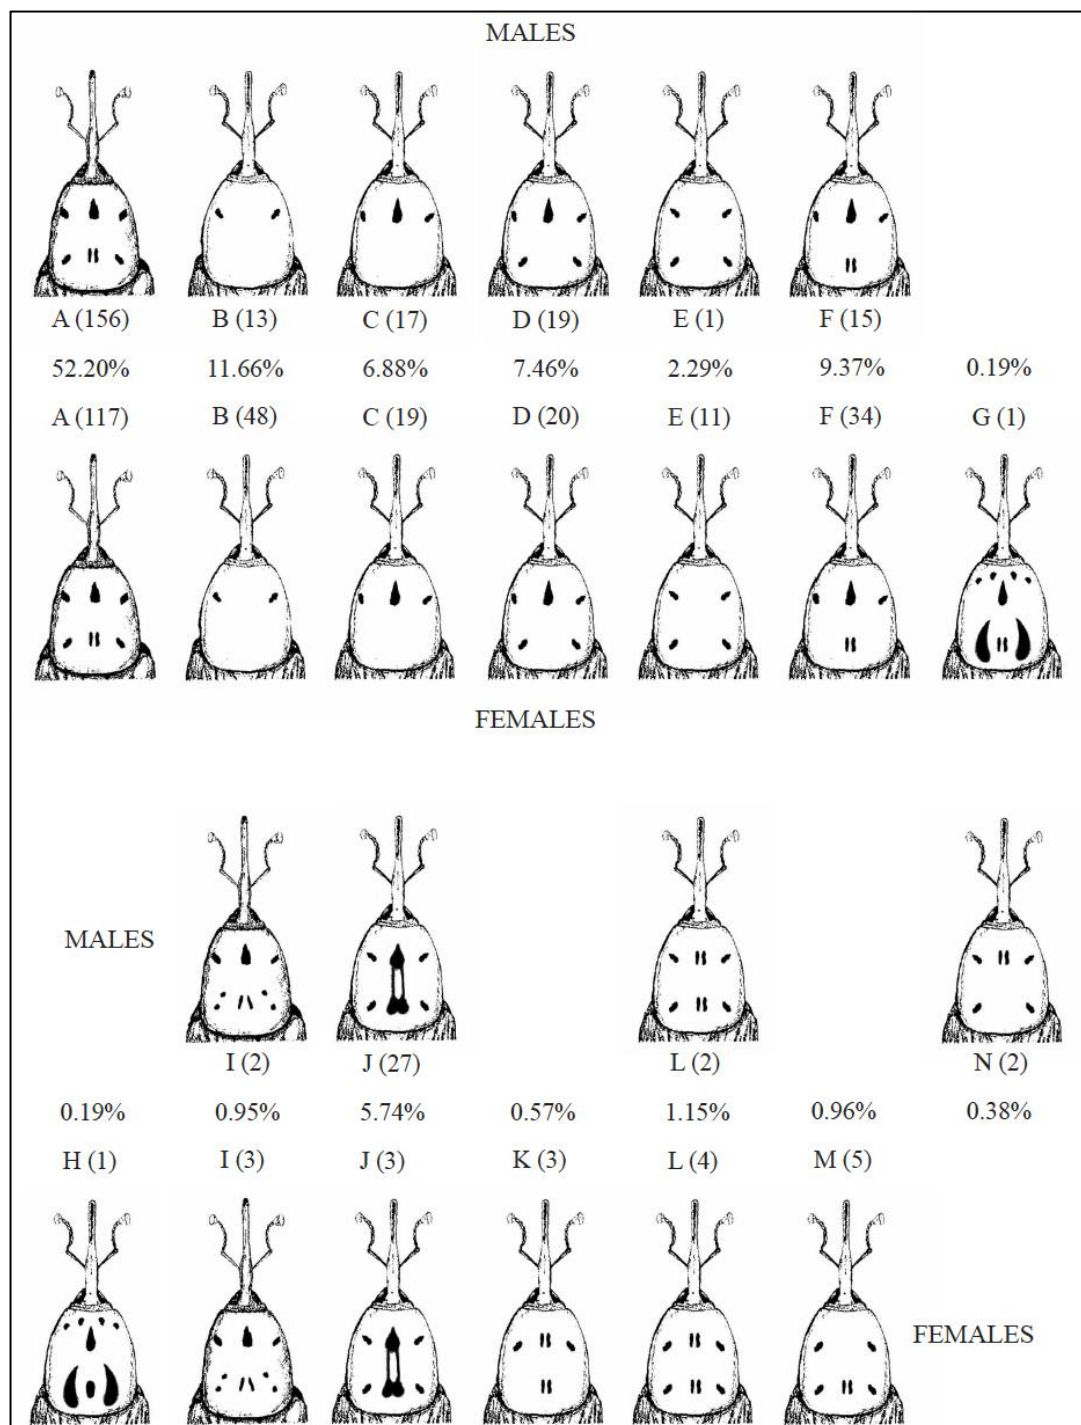 MALES
A (156) B (13) C (17) D (19) E (1) F (15)
52.20% 11.66% 6.88% 7.46% 2.29% 9.37% 0.19%
A (117) B (48) C (19) D (20) E (11) F (34) G (1)
FEMALES
MALES
I (2) J (27) L (2) N (2)
0.19% 0.95% 5.74% 0.57% 1.15% 0.96% 0.38%
H (1) I (3) J (3) K (3) L (4) M (5)
FEMALES